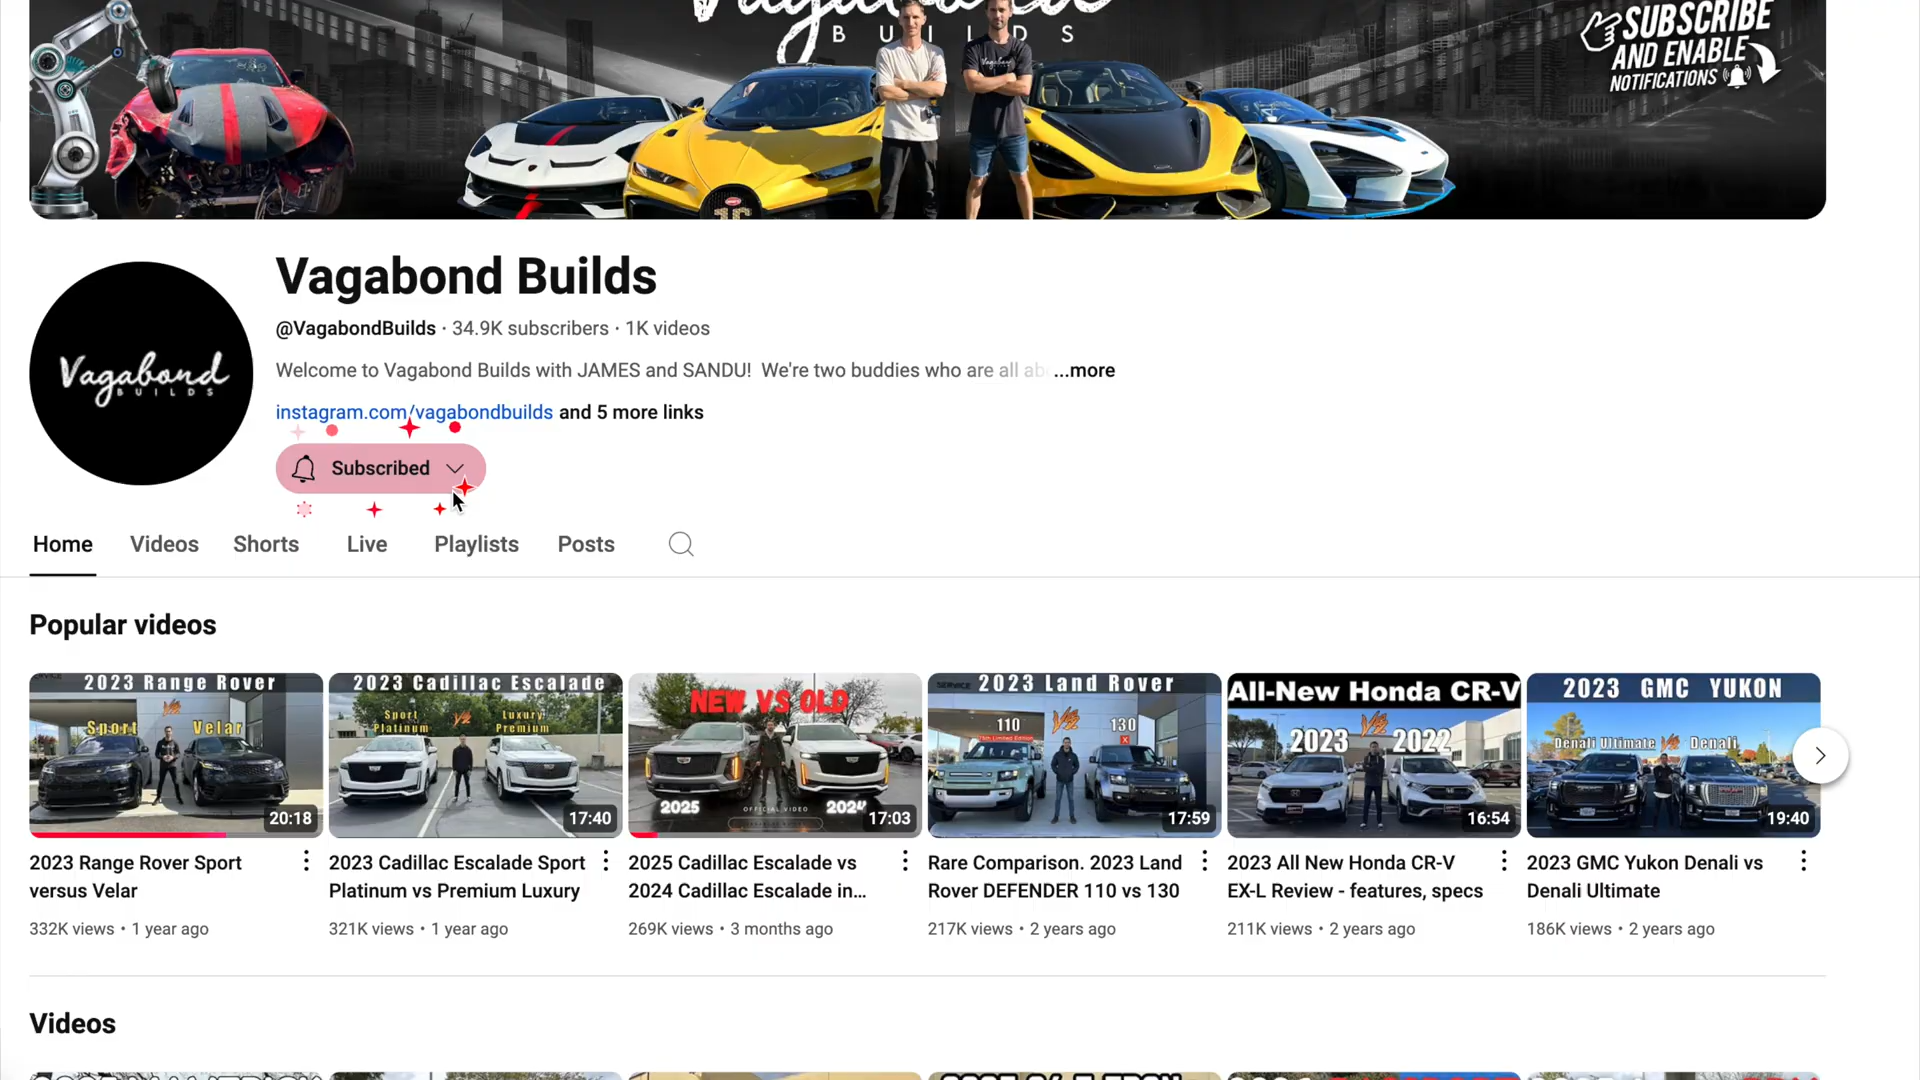 Vagabond
BUILDS
SUBSCRIBE
AND ENABLE
NOTIFICATIONS
Vagabond
BUILDS
Vagabond Builds
@VagabondBuilds · 34.9K subscribers · 1K videos
Welcome to Vagabond Builds with JAMES and SANDU! We're two buddies who are all ab ...more
instagram.com/vagabondbuilds and 5 more links
Subscribed
Home Videos Shorts Live Playlists Posts
Popular videos
2023 Range Rover
Sport VS Velar
20:18
2023 Cadillac Escalade
Sport Platinum VS Luxury Premium
17:40
NEW VS OLD
2025 OFFICIAL VIDEO 2024
17:03
2023 Land Rover
110 VS 130
17:59
All-New Honda CR-V
2023 VS 2022
16:54
2023 GMC YUKON
Denali Ultimate VS Denali
19:40
2023 Range Rover Sport versus Velar
332K views • 1 year ago
2023 Cadillac Escalade Sport Platinum vs Premium Luxury
321K views • 1 year ago
2025 Cadillac Escalade vs 2024 Cadillac Escalade in...
269K views • 3 months ago
Rare Comparison. 2023 Land Rover DEFENDER 110 vs 130
217K views • 2 years ago
2023 All New Honda CR-V EX-L Review - features, specs
211K views • 2 years ago
2023 GMC Yukon Denali vs Denali Ultimate
186K views • 2 years ago
Videos